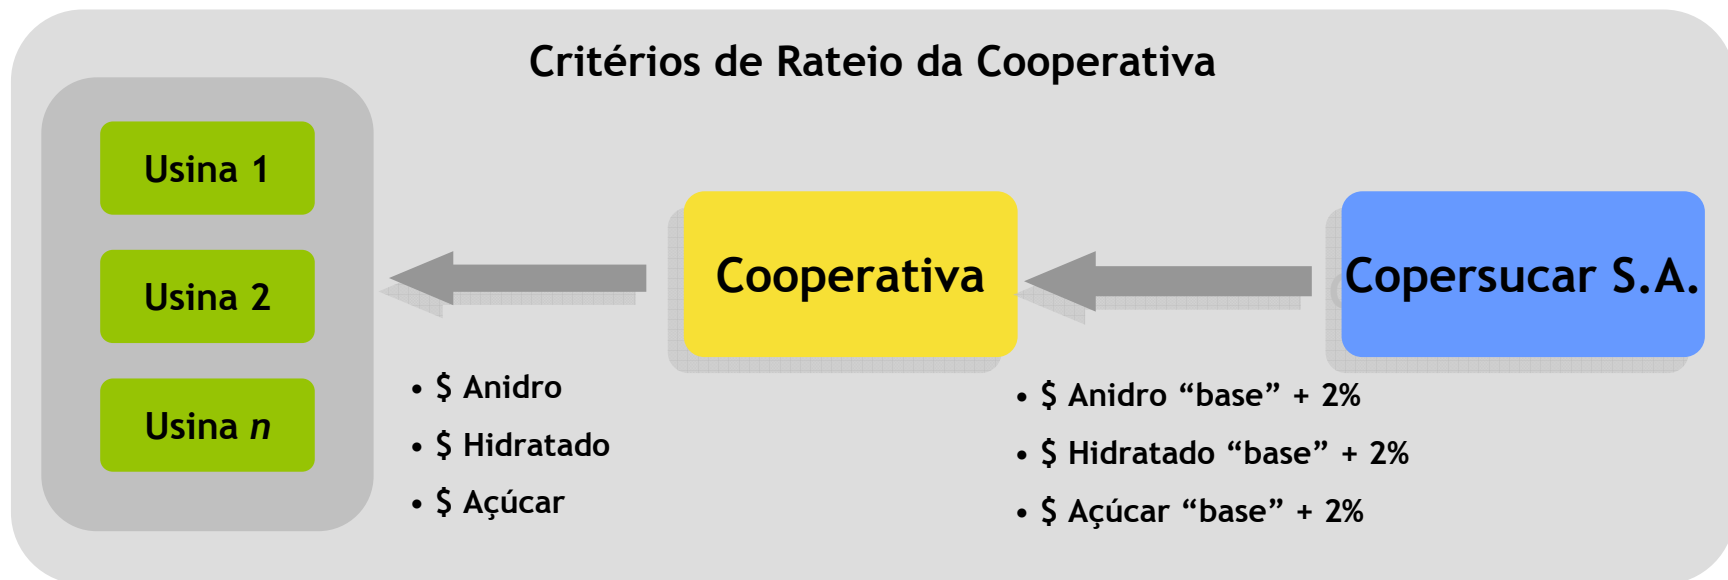 Critérios de Rateio da Cooperativa
Usina 1
Usina 2
Usina n
Cooperativa
Copersucar S.A.
• $ Anidro
• $ Hidratado
• $ Açúcar
• $ Anidro “base” + 2%
• $ Hidratado “base” + 2%
• $ Açúcar “base” + 2%